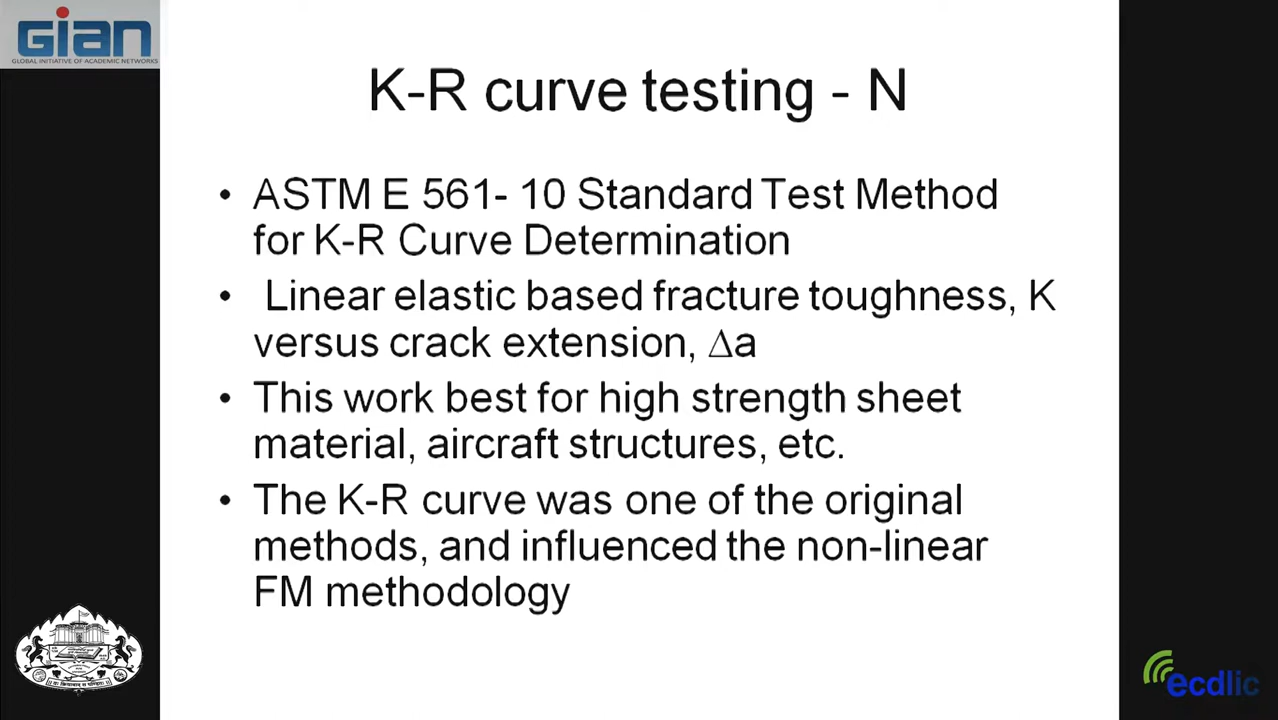 GIAN
GLOBAL INITIATIVE OF ACADEMIC NETWORKS
K-R curve testing - N
• ASTM E 561- 10 Standard Test Method
for K-R Curve Determination
• Linear elastic based fracture toughness, K
versus crack extension, ∆a
• This work best for high strength sheet
material, aircraft structures, etc.
• The K-R curve was one of the original
methods, and influenced the non-linear
FM methodology
ecdlic